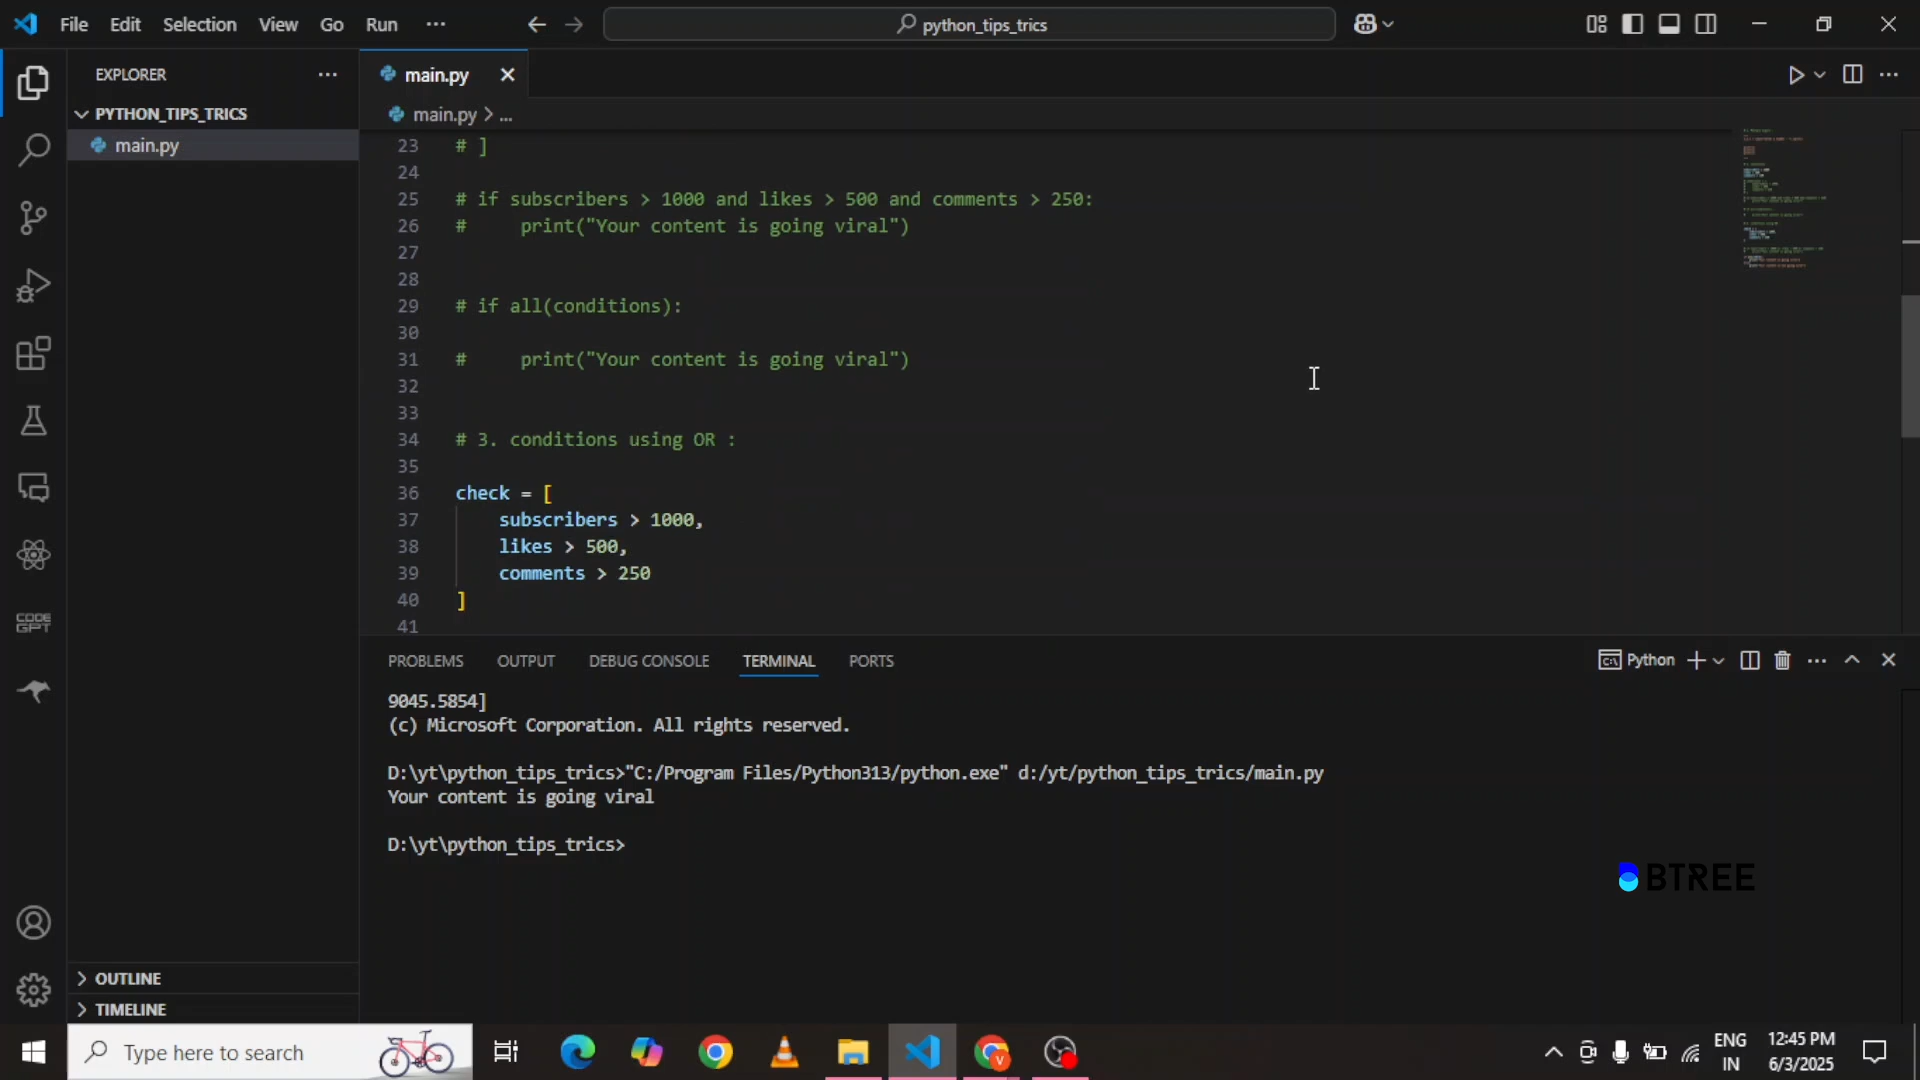 File Edit Selection View Go Run ...
python_tips_trics
EXPLORER
PYTHON_TIPS_TRICS
main.py
main.py
main.py > ...
23 # ]
24
25 # if subscribers > 1000 and likes > 500 and comments > 250:
26 #     print("Your content is going viral")
27
28
29 # if all(conditions):
30
31 #     print("Your content is going viral")
32
33
34 # 3. conditions using OR :
35
36 check = [
37     subscribers > 1000,
38     likes > 500,
39     comments > 250
40 ]
41
CODE
GPT
PROBLEMS OUTPUT DEBUG CONSOLE TERMINAL PORTS
Python
9045.5854]
(c) Microsoft Corporation. All rights reserved.
D:\yt\python_tips_trics>"C:/Program Files/Python313/python.exe" d:/yt/python_tips_trics/main.py
Your content is going viral
D:\yt\python_tips_trics>
BTREE
OUTLINE
TIMELINE
Type here to search
V
ENG
IN
12:45 PM
6/3/2025